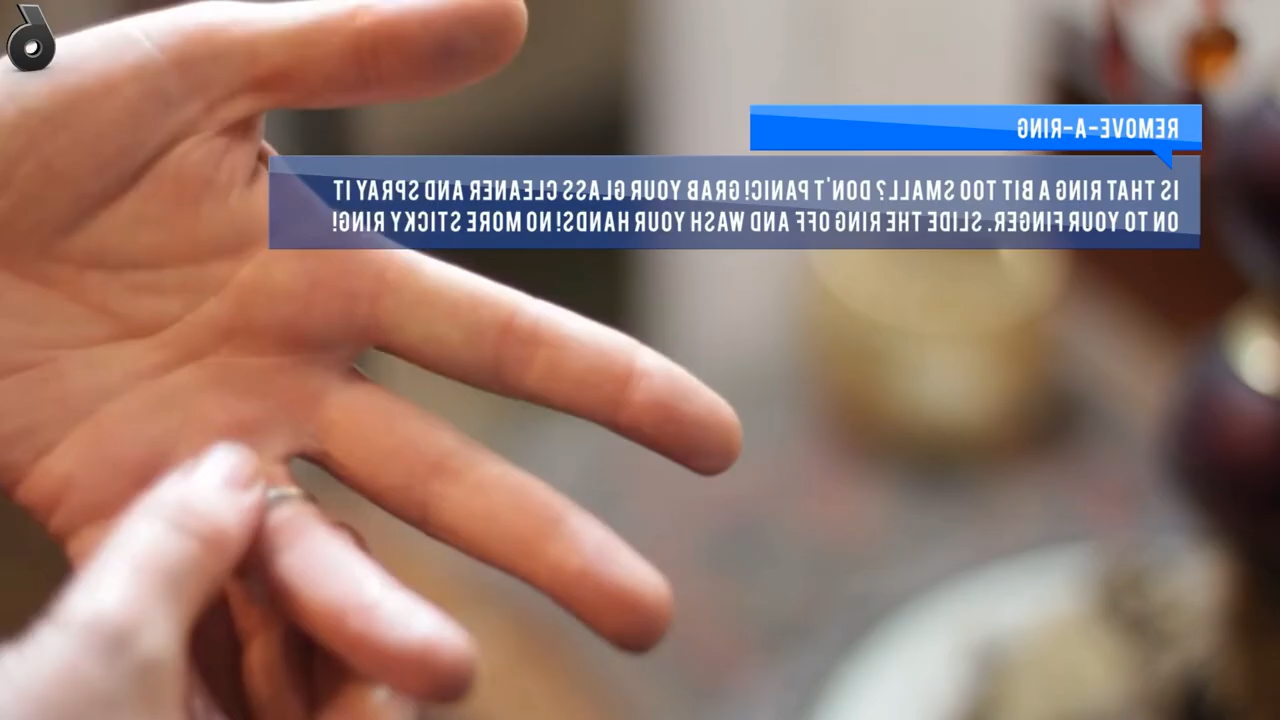 REMOVE-A-RING
IS THAT RING A BIT TOO SMALL? DON'T PANIC! GRAB YOUR GLASS CLEANER AND SPRAY IT
ON TO YOUR FINGER. SLIDE THE RING OFF AND WASH YOUR HANDS! NO MORE STICKY RING!